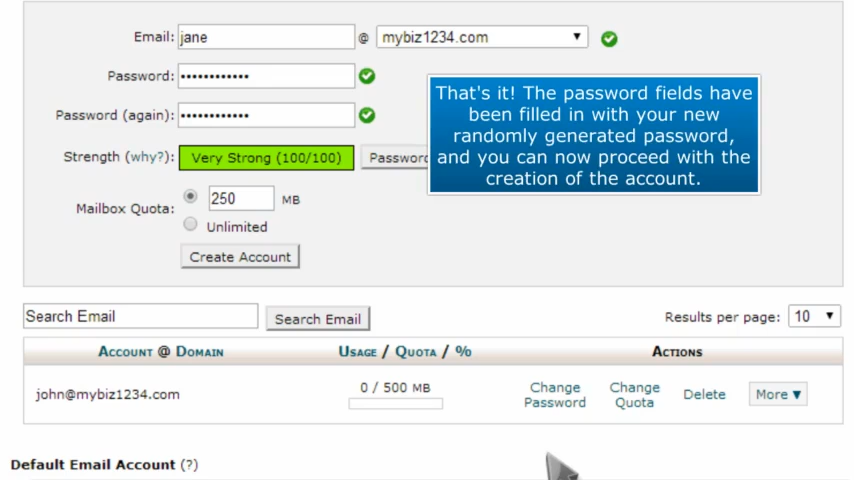 Email: jane @ mybiz1234.com
Password: ••••••••••••
That's it! The password fields have
been filled in with your new
randomly generated password,
and you can now proceed with the
creation of the account.
Password (again): ••••••••••••
Strength (why?): Very Strong (100/100) Password
Mailbox Quota: 250 MB
Unlimited
Create Account
Search Email Search Email Results per page: 10
Account @ Domain Usage / Quota / % Actions
john@mybiz1234.com 0 / 500 MB Change Password Change Quota Delete More ▼
Default Email Account (?)